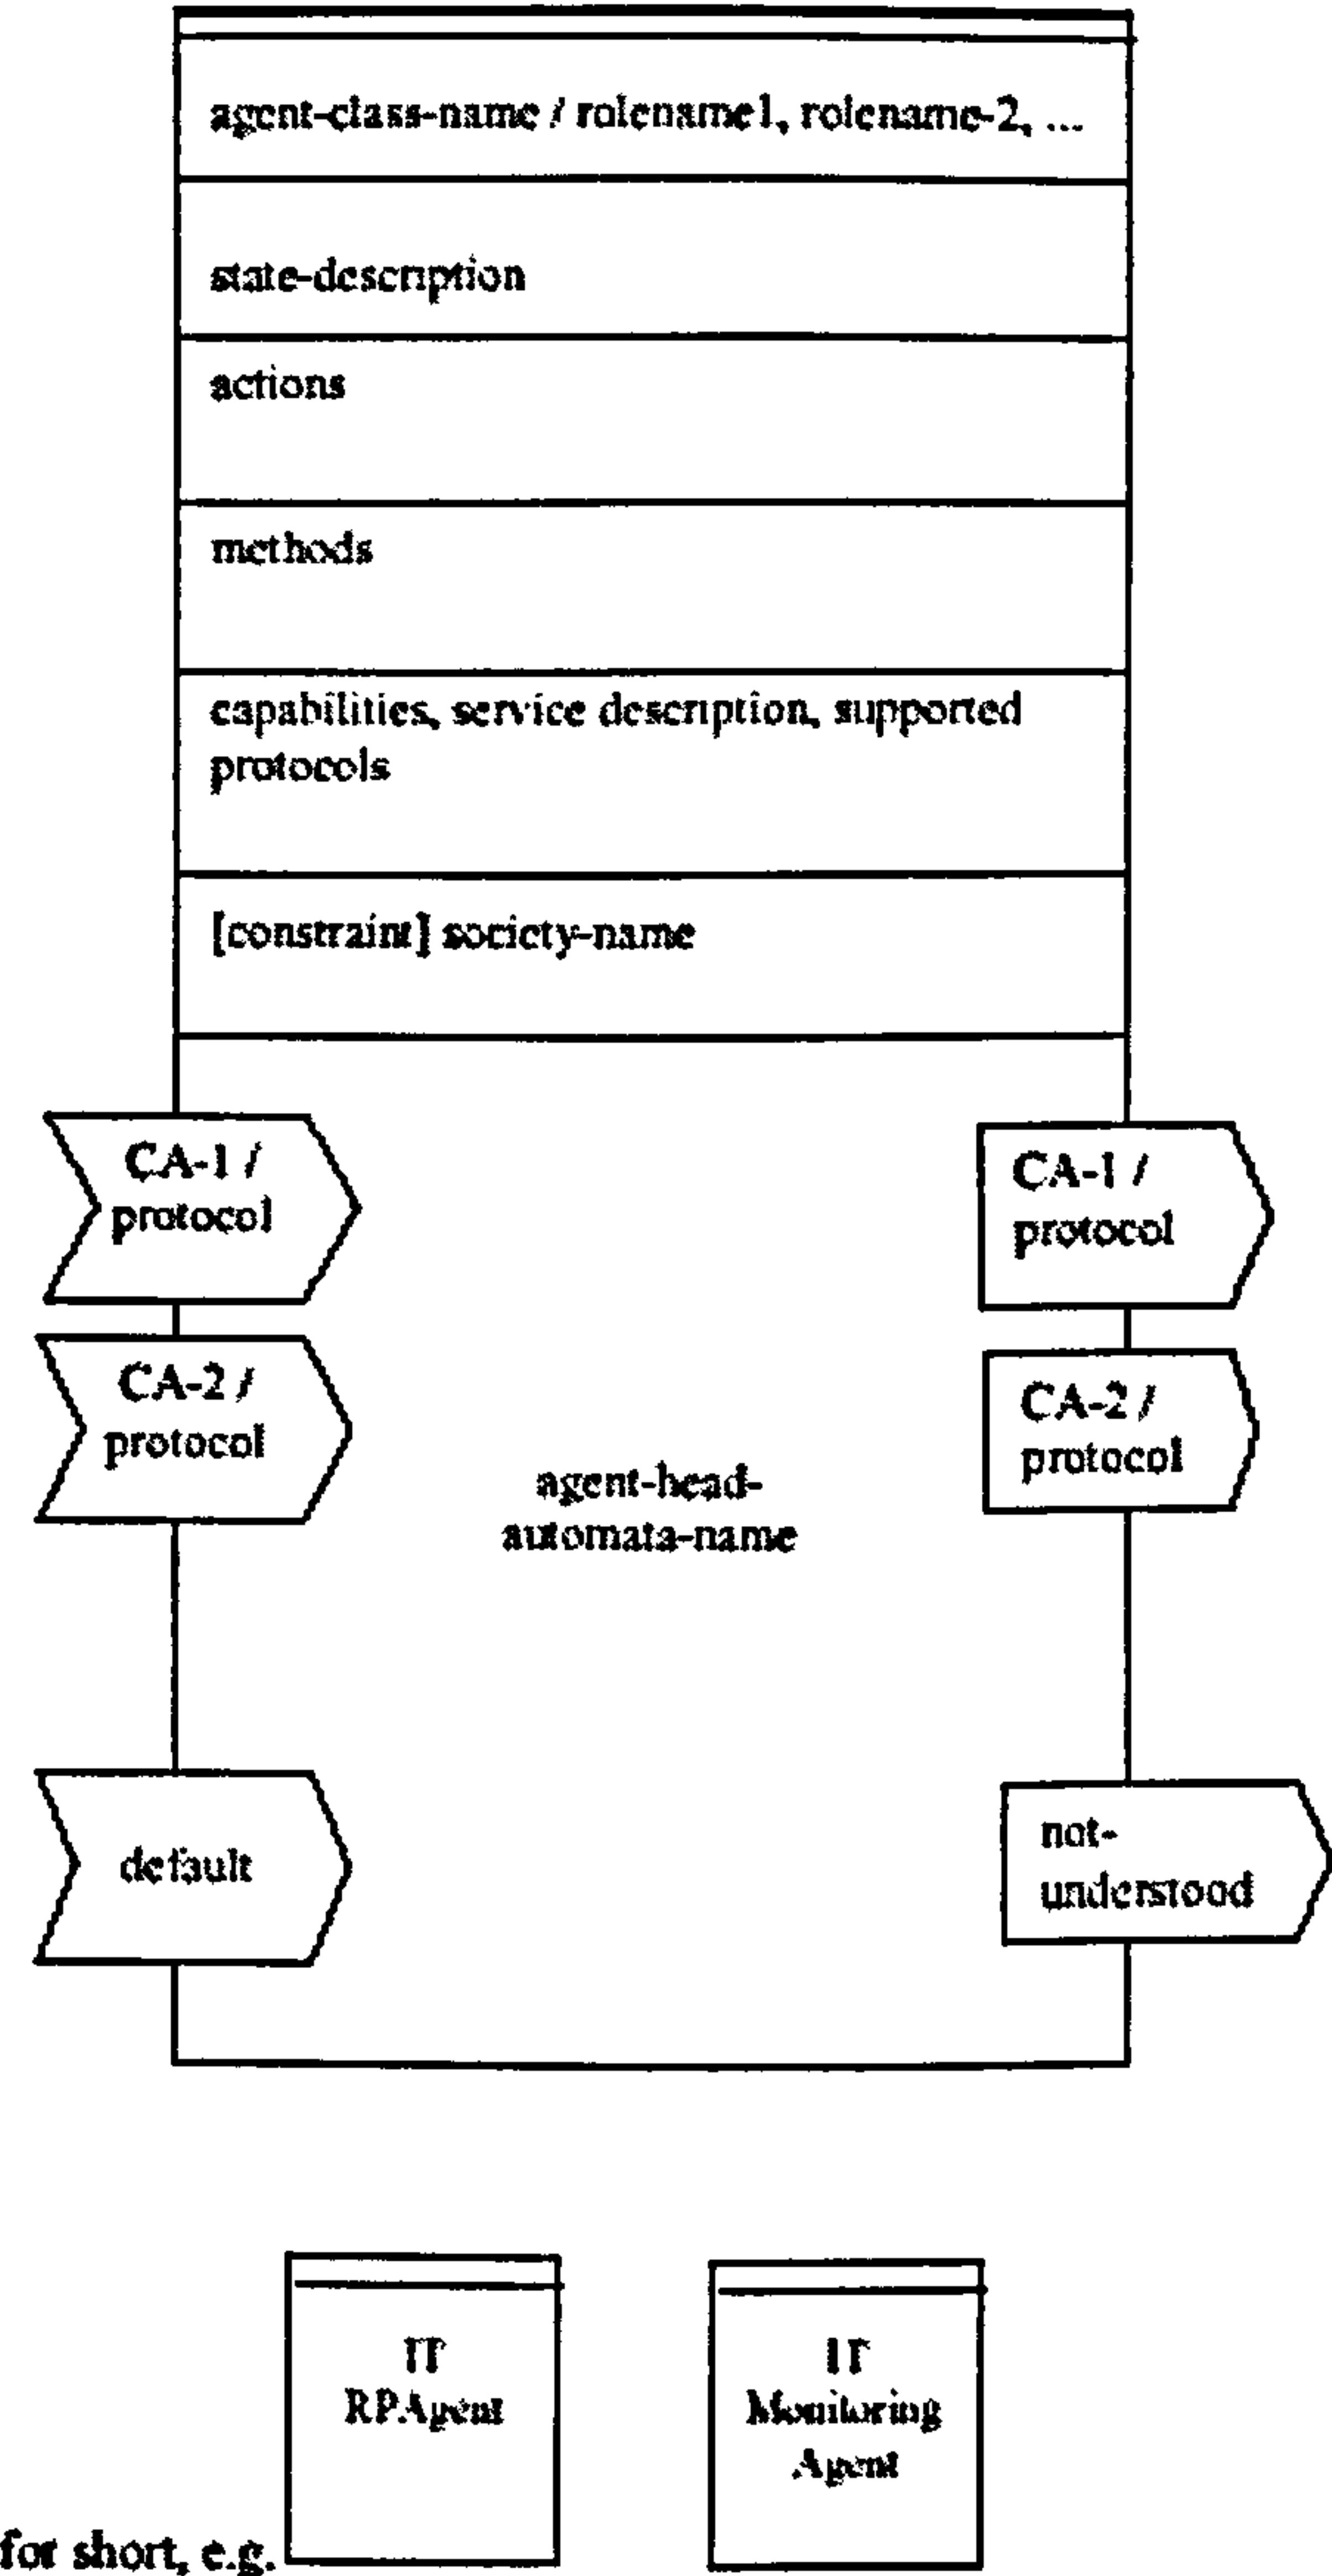 agent-class-name / rolename1, rolename-2, ...
state-description
actions
methods
capabilities, service description, supported
protocols
[constraint] society-name
CA-1 /
protocol
CA-1 /
protocol
CA-2 /
protocol
CA-2 /
protocol
agent-head-
automata-name
default
not-
understood
IT
RPAgent
IT
Monitoring
Agent
for short, e.g.